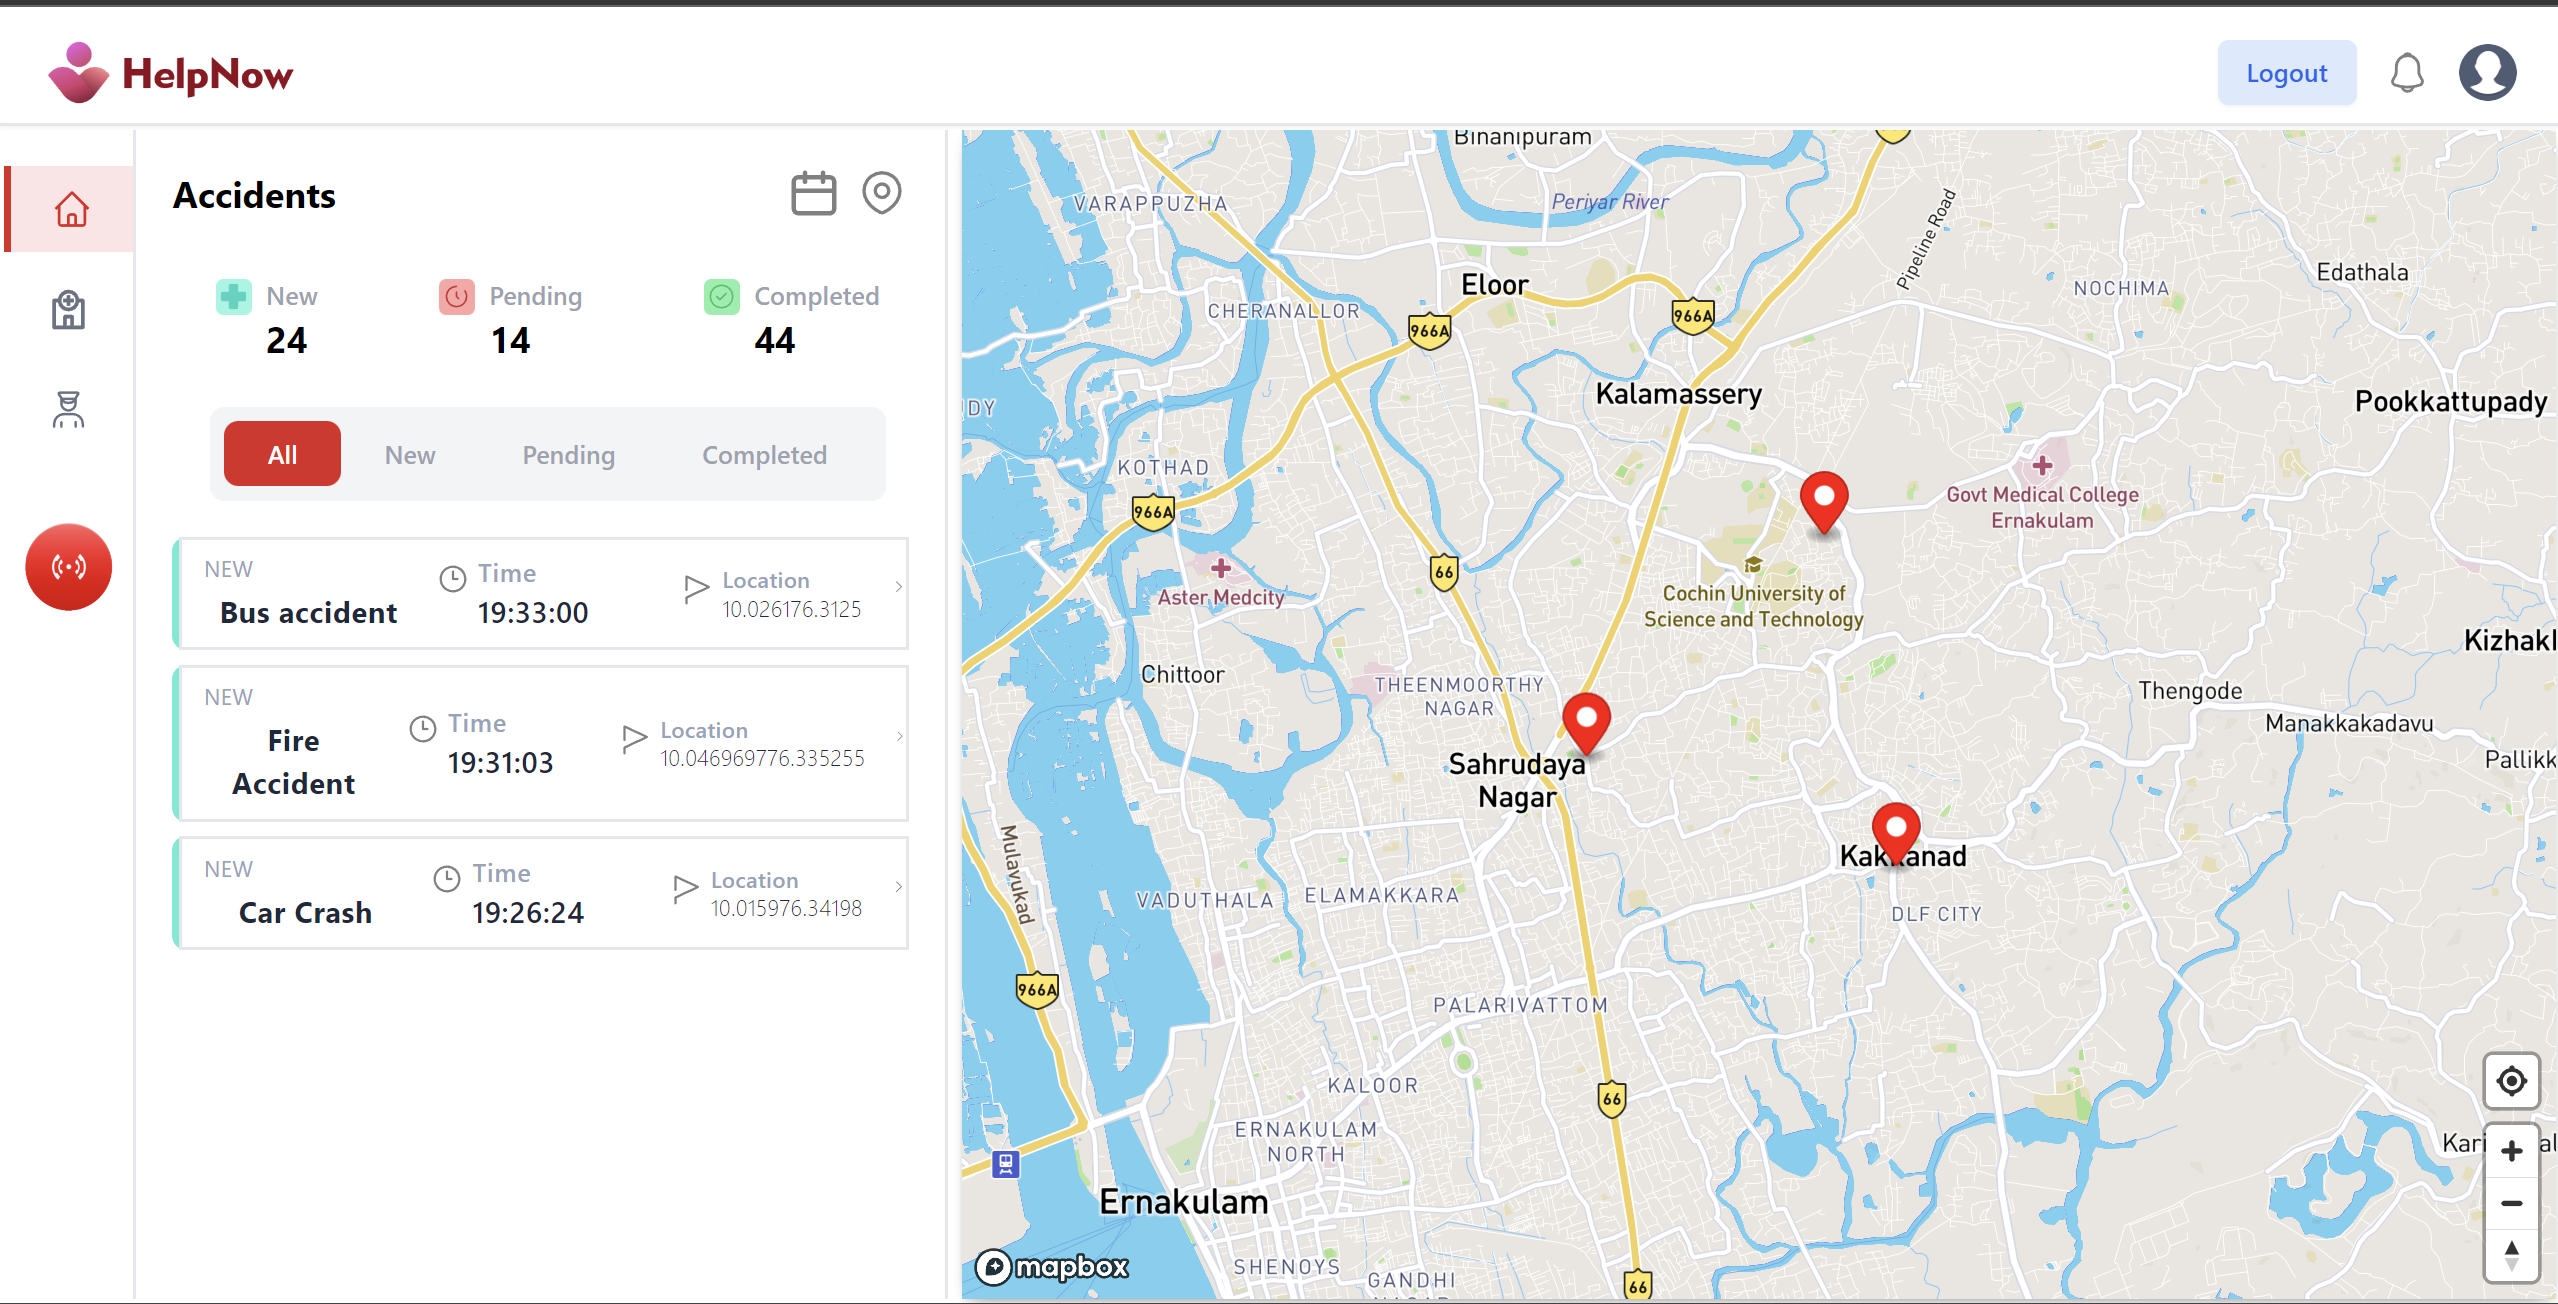 HelpNow
Logout
Accidents
New
24
Pending
14
Completed
44
All
New
Pending
Completed
NEW
Bus accident
Time
19:33:00
Location
10.026176.3125
NEW
Fire
Accident
Time
19:31:03
Location
10.046969776.335255
NEW
Car Crash
Time
19:26:24
Location
10.015976.34198
Binanipuram
VARAPPUZHA
Periyar River
Pipeline Road
Edathala
NOCHIMA
Eloor
CHERANALLOR
966A
966A
Kalamassery
Pookkattupady
DY
KOTHAD
966A
Govt Medical College
Ernakulam
66
Aster Medcity
Cochin University of
Science and Technology
Kizhakl
Chittoor
THEENMOORTHY
NAGAR
Thengode
Manakkakadavu
Pallikk
Sahrudaya
Nagar
Mulavukad
Kakkanad
VADUTHALA
ELAMAKKARA
DLF CITY
966A
PALARIVATTOM
KALOOR
66
ERNAKULAM
NORTH
Kari
al
Ernakulam
mapbox
SHENOYS
GANDHI
66